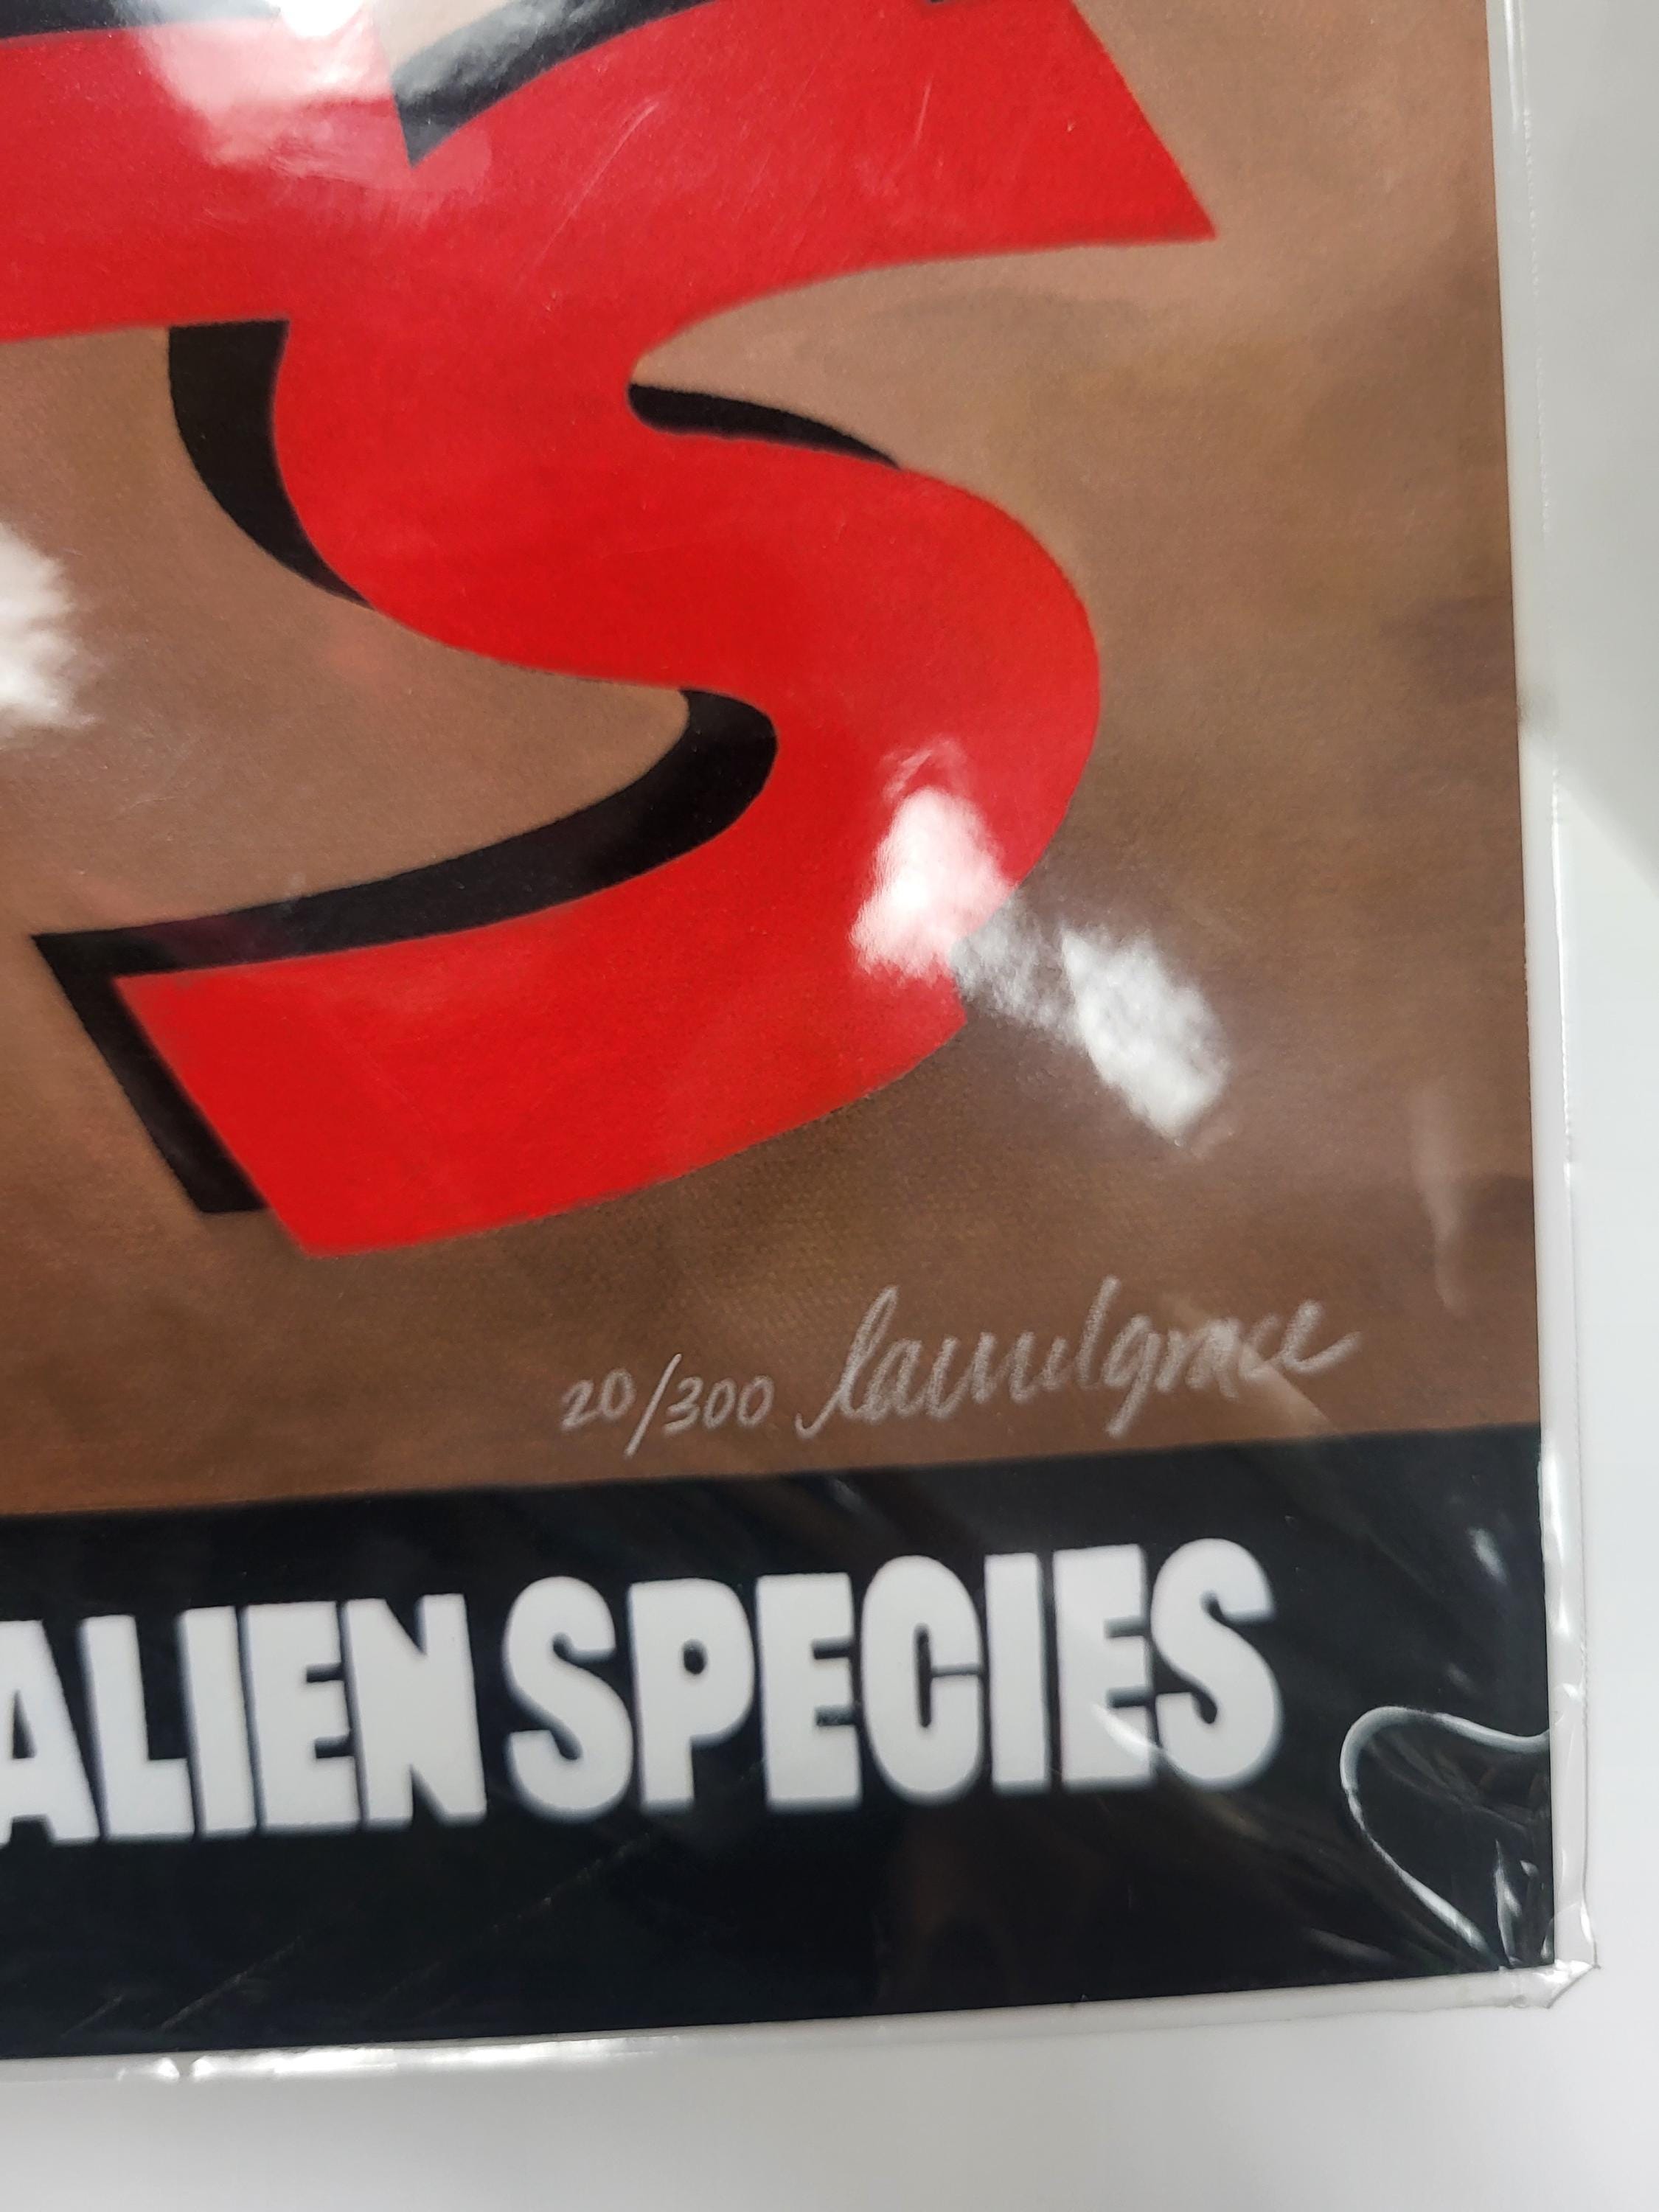 S
20/300 laurelgrace
ALIEN SPECIES